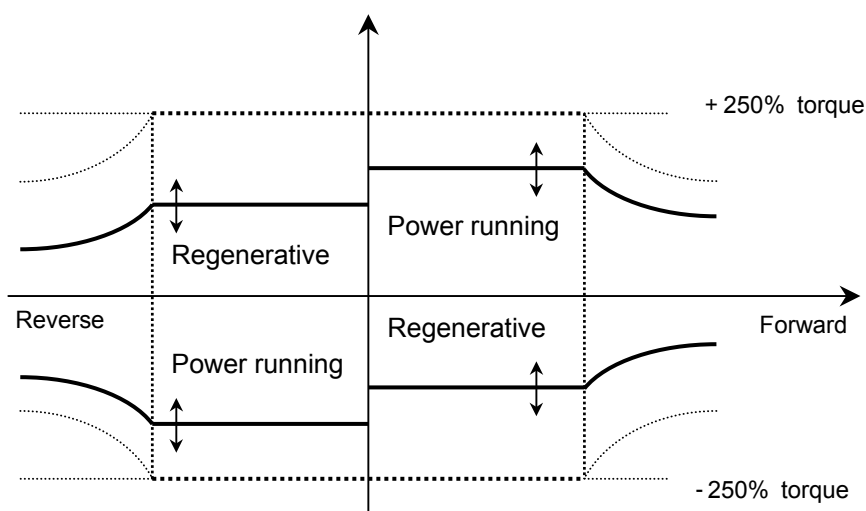 + 250% torque
Power running
Regenerative
Reverse
Regenerative
Forward
Power running
- 250% torque